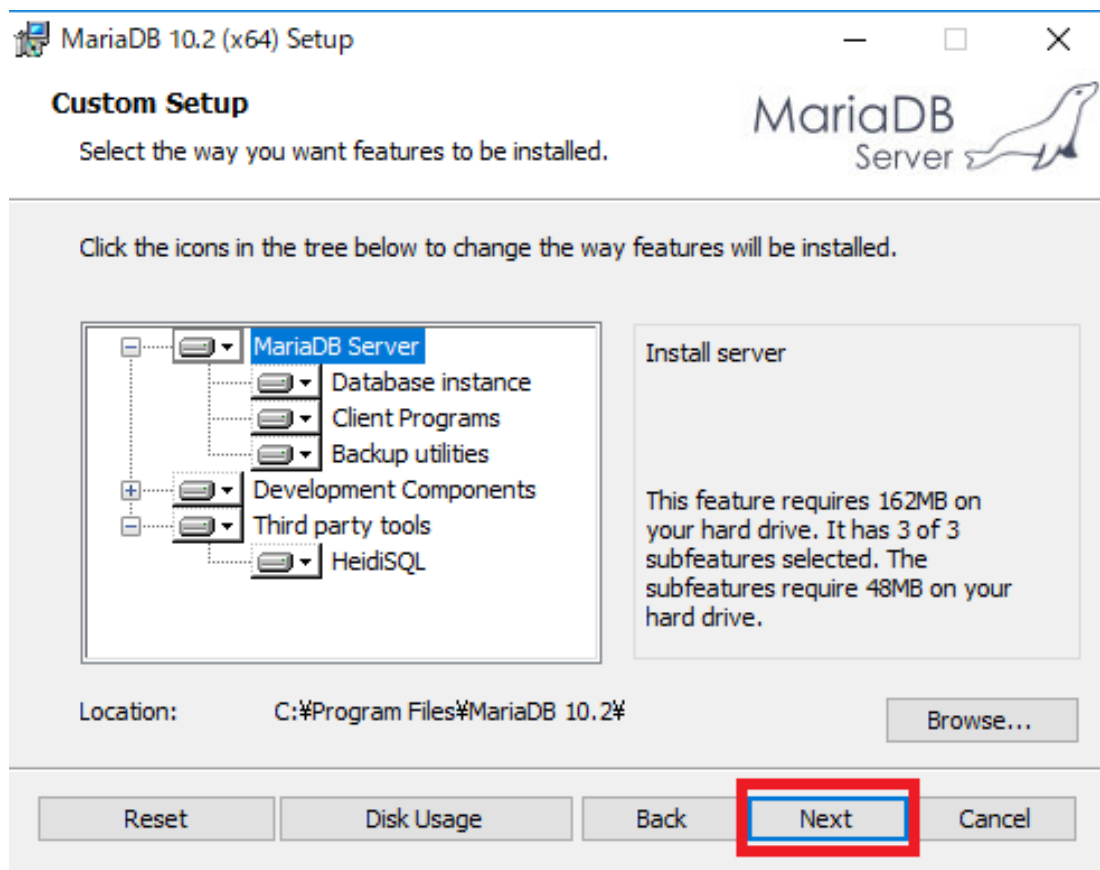 MariaDB 10.2 (x64) Setup
Custom Setup
Select the way you want features to be installed.
MariaDB
Server
Click the icons in the tree below to change the way features will be installed.
MariaDB Server
Database instance
Client Programs
Backup utilities
Development Components
Third party tools
HeidiSQL
Install server
This feature requires 162MB on
your hard drive. It has 3 of 3
subfeatures selected. The
subfeatures require 48MB on your
hard drive.
Location: C:¥Program Files¥MariaDB 10.2¥
Browse...
Reset Disk Usage Back Next Cancel